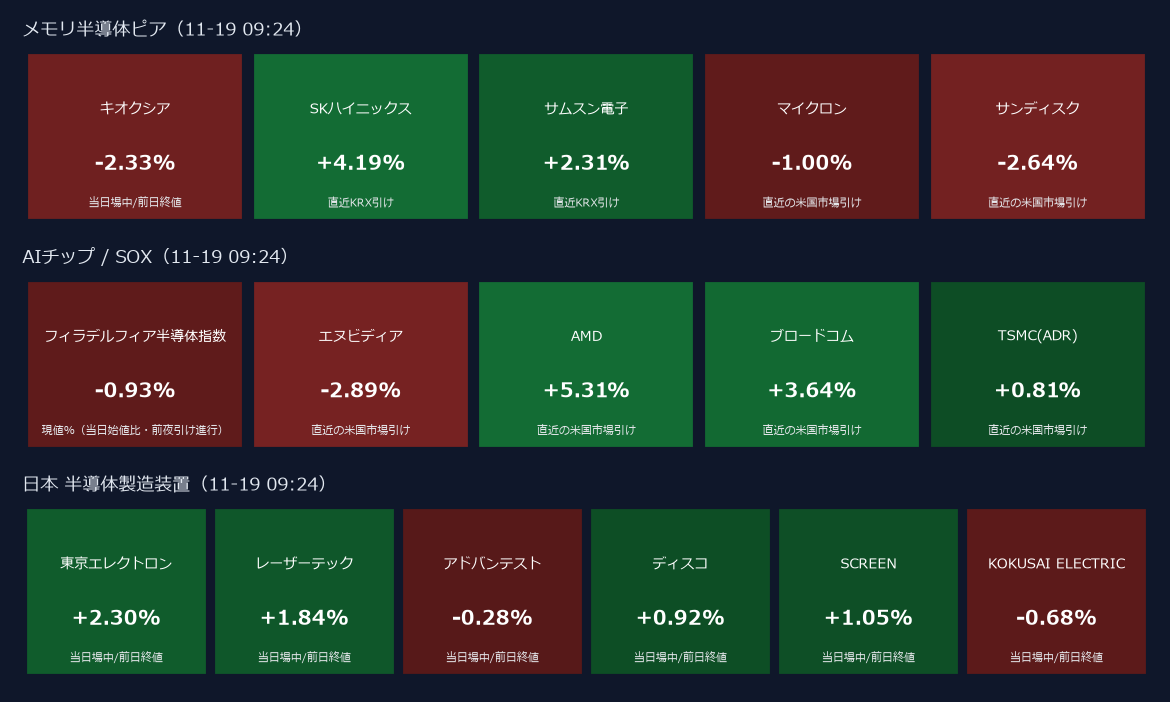 メモリ半導体ピア（11-19 09:24）
キオクシア
-2.33%
当日場中/前日終値
SKハイニックス
+4.19%
直近KRX引け
サムスン電子
+2.31%
直近KRX引け
マイクロン
-1.00%
直近の米国市場引け
サンディスク
-2.64%
直近の米国市場引け
AIチップ / SOX（11-19 09:24）
フィラデルフィア半導体指数
-0.93%
現値%（当日始値比・前夜引け進行）
エヌビディア
-2.89%
直近の米国市場引け
AMD
+5.31%
直近の米国市場引け
ブロードコム
+3.64%
直近の米国市場引け
TSMC(ADR)
+0.81%
直近の米国市場引け
日本 半導体製造装置（11-19 09:24）
東京エレクトロン
+2.30%
当日場中/前日終値
レーザーテック
+1.84%
当日場中/前日終値
アドバンテスト
-0.28%
当日場中/前日終値
ディスコ
+0.92%
当日場中/前日終値
SCREEN
+1.05%
当日場中/前日終値
KOKUSAI ELECTRIC
-0.68%
当日場中/前日終値